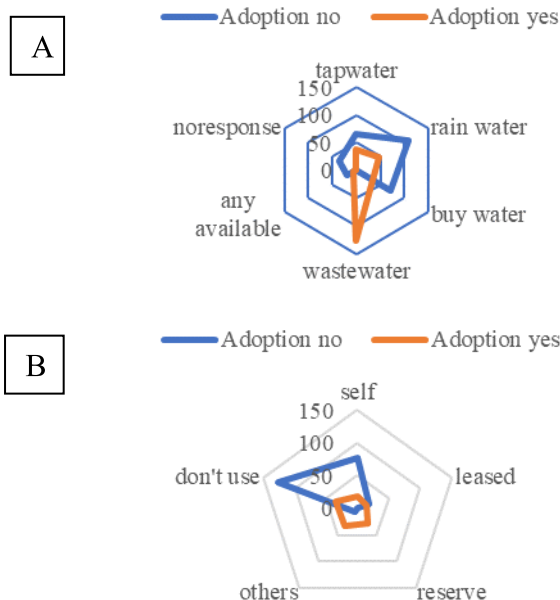 A
Adoption no Adoption yes
tapwater
150
100
50
0
noresponse
rain water
any
available
buy water
wastewater
B
Adoption no Adoption yes
self
150
100
50
0
don't use
leased
others
reserve